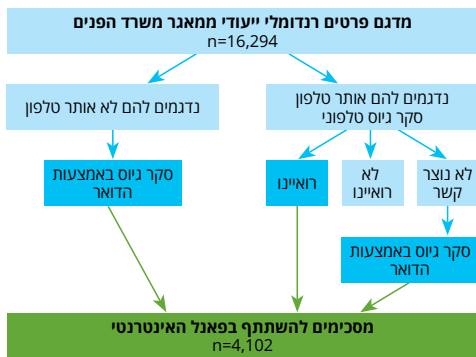 מדגם פרטים רנדומלי ייעודי ממאגר משרד הפנים
n=16,294
נדגמים להם אותר טלפון
סקר גיוס טלפוני
נדגמים להם לא אותר טלפון
לא נוצר
קשר
לא
רואיינו
רואיינו
סקר גיוס באמצעות
הדואר
סקר גיוס באמצעות
הדואר
מסכימים להשתתף בפאנל האינטרנטי
n=4,102